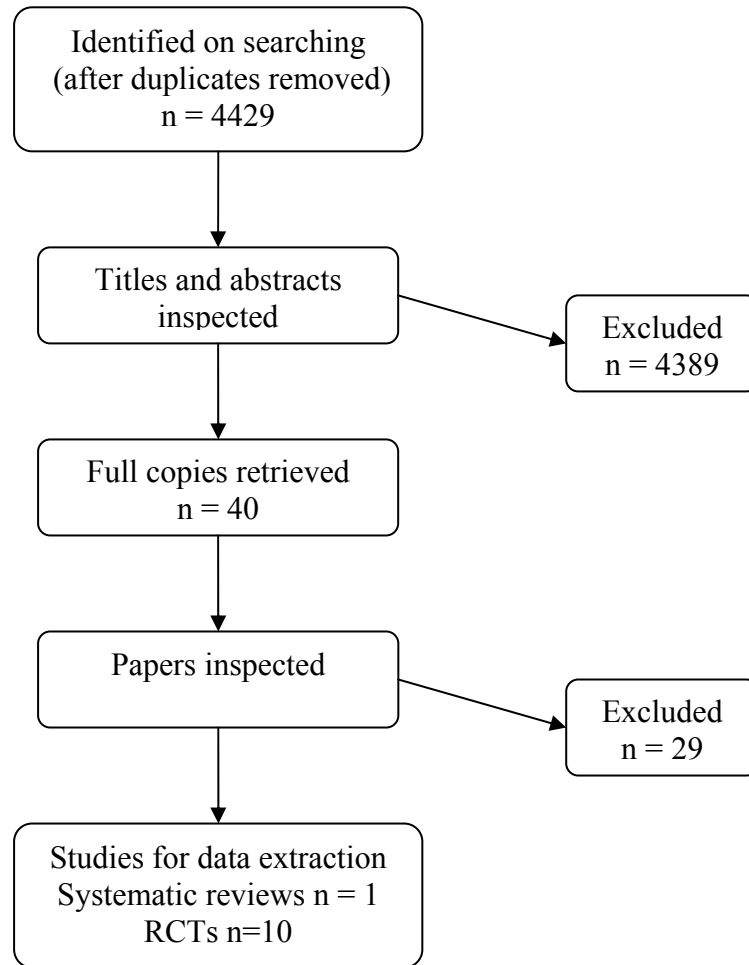 Identified on searching
(after duplicates removed)
n = 4429
Titles and abstracts
inspected
Excluded
n = 4389
Full copies retrieved
n = 40
Papers inspected
Excluded
n = 29
Studies for data extraction
Systematic reviews n = 1
RCTs n=10